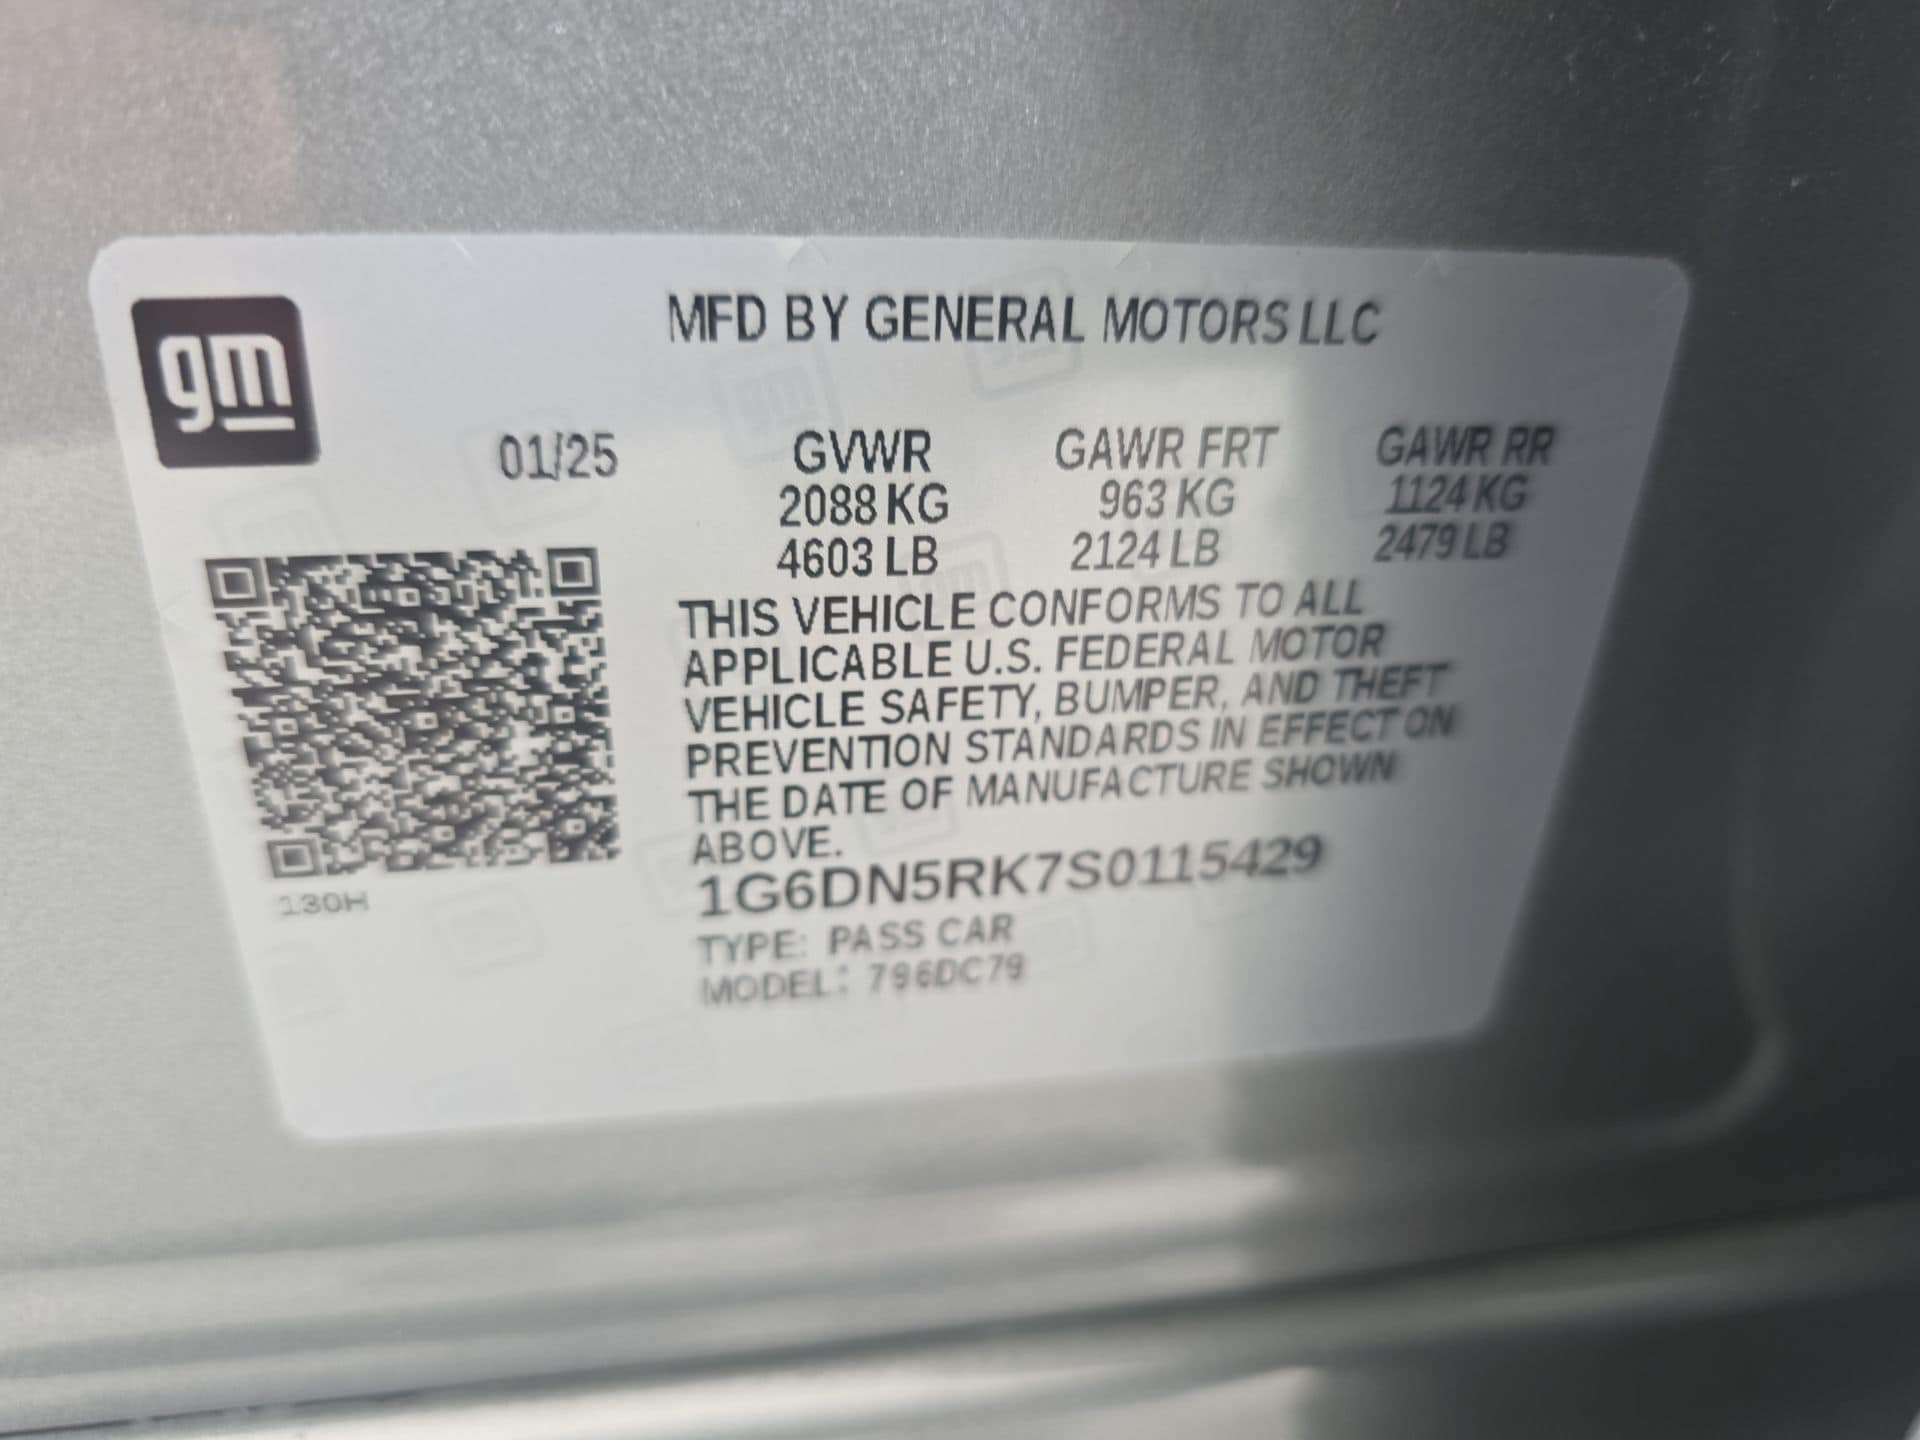 gm
MFD BY GENERAL MOTORS LLC
01/25 GVWR GAWR FRT GAWR RR
2088 KG 963 KG 1124 KG
4603 LB 2124 LB 2479 LB
THIS VEHICLE CONFORMS TO ALL
APPLICABLE U.S. FEDERAL MOTOR
VEHICLE SAFETY, BUMPER, AND THEFT
PREVENTION STANDARDS IN EFFECT ON
THE DATE OF MANUFACTURE SHOWN
ABOVE.
1G6DN5RK7S0115429
130H
TYPE: PASS CAR
MODEL: 796DC79